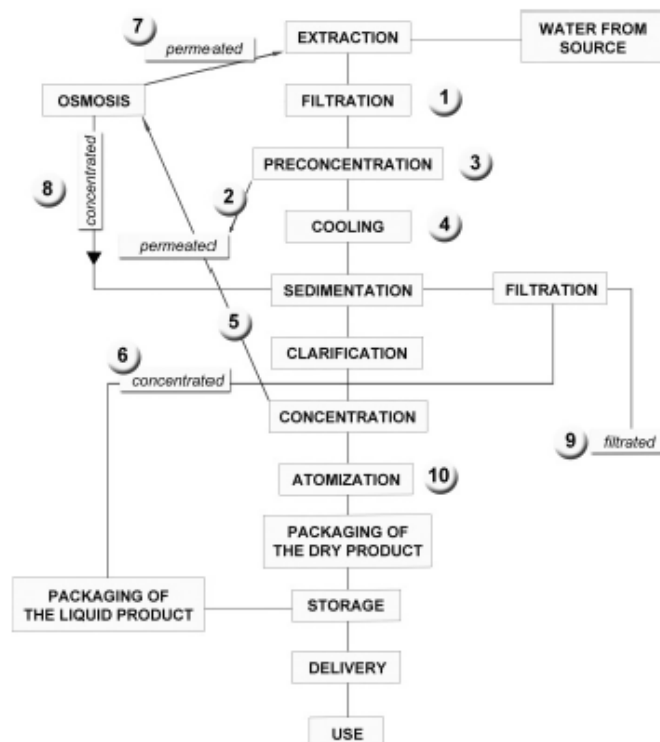 7
permeated
EXTRACTION
WATER FROM
SOURCE
OSMOSIS
FILTRATION
1
concentrated
8
PRECONCENTRATION
3
2
permeated
COOLING
4
SEDIMENTATION
FILTRATION
5
CLARIFICATION
6
concentrated
CONCENTRATION
9
filtrated
ATOMIZATION
10
PACKAGING OF
THE DRY PRODUCT
PACKAGING OF
THE LIQUID PRODUCT
STORAGE
DELIVERY
USE